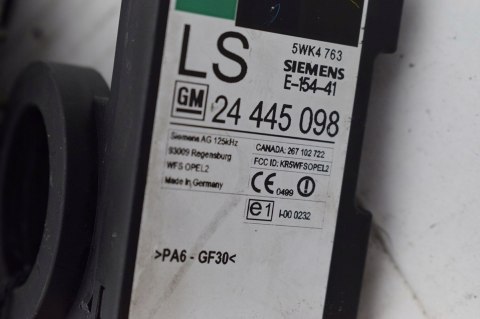 LS
5WK4 763
SIEMENS
E-154-41
GM 24 445 098
Siemens AG 125kHz
93009 Regensburg
WFS OPEL2
Made in Germany
CANADA: 267 102 722
FCC ID: KR5WFSOPEL2
CE 0499
e1 I-00 0232
>PA6 - GF30<